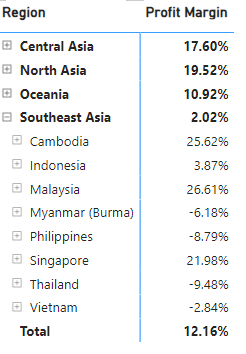 Region Profit Margin
Central Asia 17.60%
North Asia 19.52%
Oceania 10.92%
Southeast Asia 2.02%
Cambodia 25.62%
Indonesia 3.87%
Malaysia 26.61%
Myanmar (Burma) -6.18%
Philippines -8.79%
Singapore 21.98%
Thailand -9.48%
Vietnam -2.84%
Total 12.16%